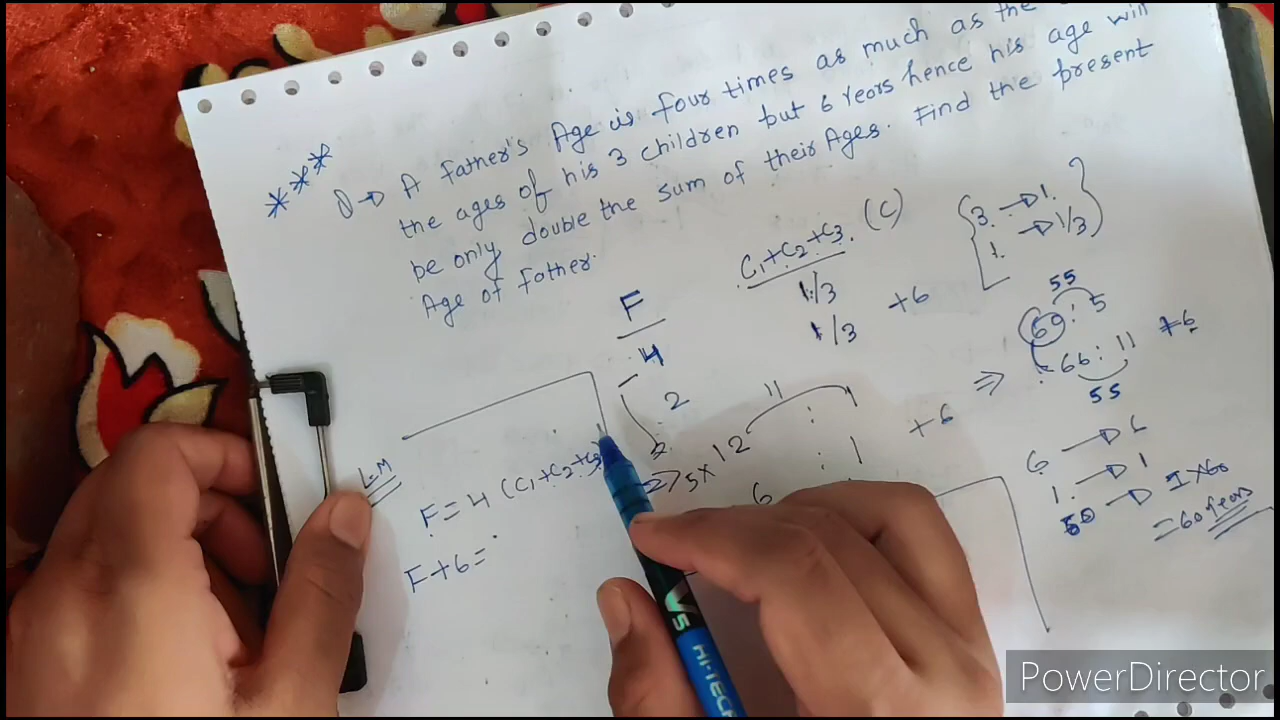 *** Q→ A Father's Age is four times as much as the
the ages of his 3 children but 6 Years hence his age will
be only double the sum of their Ages. Find the present
Age of Father.
F
C1+C2+C3. (C)
{3. → 1.
1. → 1/3}
4
1/3
2
1/3
+6
55
60 : 5
66 : 11 +6
55
⇒
11
5×12 : 1
6 : 1
+6
6 → 6
1. → 1
60 → 1×60
=60 Years
L.M
F = 4 (C1+C2+C3)
F+6=
V5
HI-TEC
PowerDirector